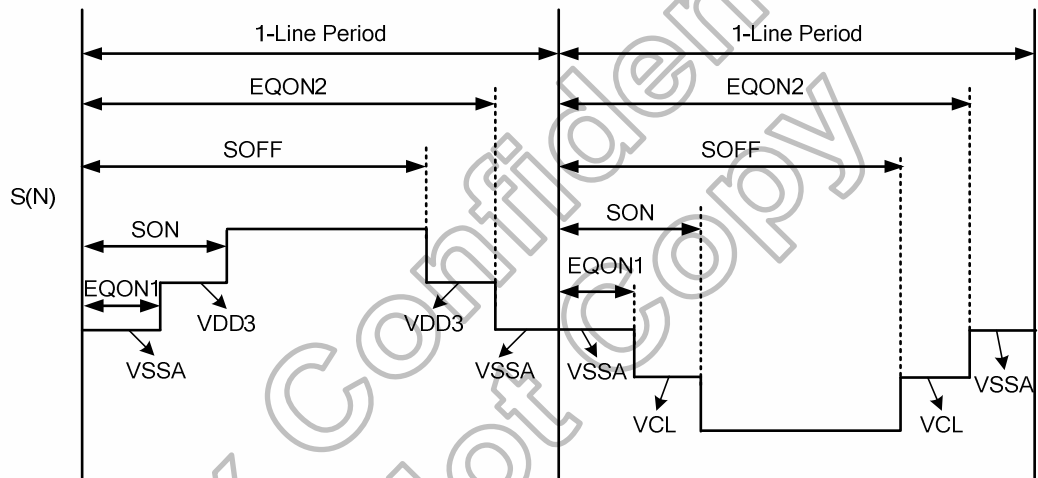 1-Line Period
1-Line Period
EQON2
EQON2
SOFF
SOFF
S(N)
SON
SON
EQON1
EQON1
VDD3
VDD3
VSSA
VSSA
VSSA
VSSA
VCL
VCL
Confiden
Not Copy